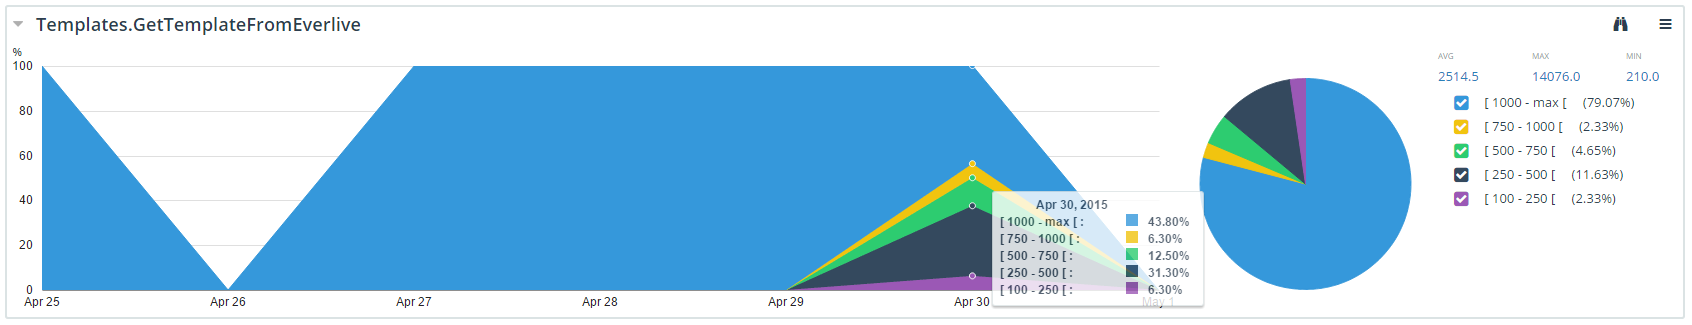 Templates.GetTemplateFromEverlive
%
100
80
60
40
20
0
Apr 25
Apr 26
Apr 27
Apr 28
Apr 29
Apr 30
May 1
Apr 30, 2015
[ 1000 - max [ : 43.80%
[ 750 - 1000 [ : 6.30%
[ 500 - 750 [ : 12.50%
[ 250 - 500 [ : 31.30%
[ 100 - 250 [ : 6.30%
AVG MAX MIN
2514.5 14076.0 210.0
[ 1000 - max [ (79.07%)
[ 750 - 1000 [ (2.33%)
[ 500 - 750 [ (4.65%)
[ 250 - 500 [ (11.63%)
[ 100 - 250 [ (2.33%)